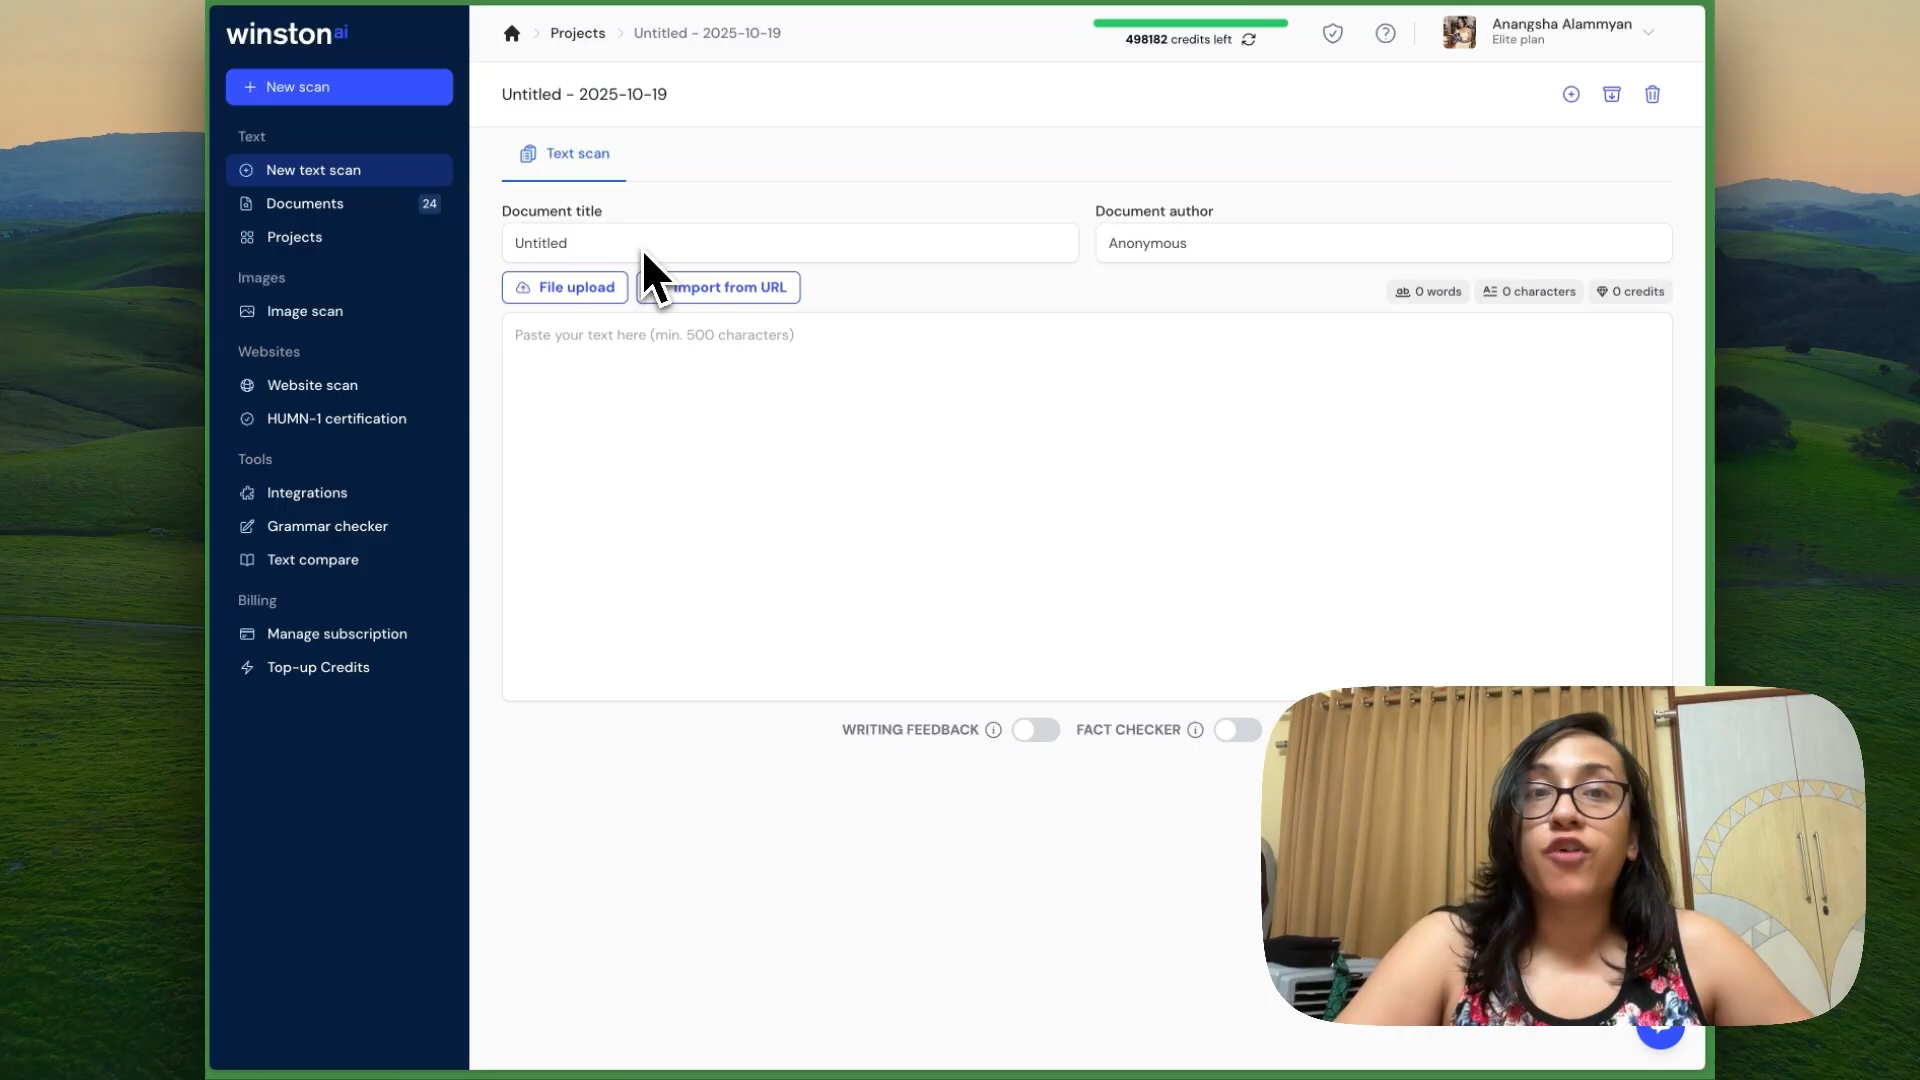 winston ai
Projects
Untitled - 2025-10-19
498182 credits left
Anangsha Alammyan
Elite plan
New scan
Untitled - 2025-10-19
Text
New text scan
Documents 24
Projects
Images
Image scan
Websites
Website scan
HUMN-1 certification
Tools
Integrations
Grammar checker
Text compare
Billing
Manage subscription
Top-up Credits
Text scan
Document title
Document author
Untitled
Anonymous
File upload
Import from URL
0 words
0 characters
0 credits
Paste your text here (min. 500 characters)
WRITING FEEDBACK
FACT CHECKER